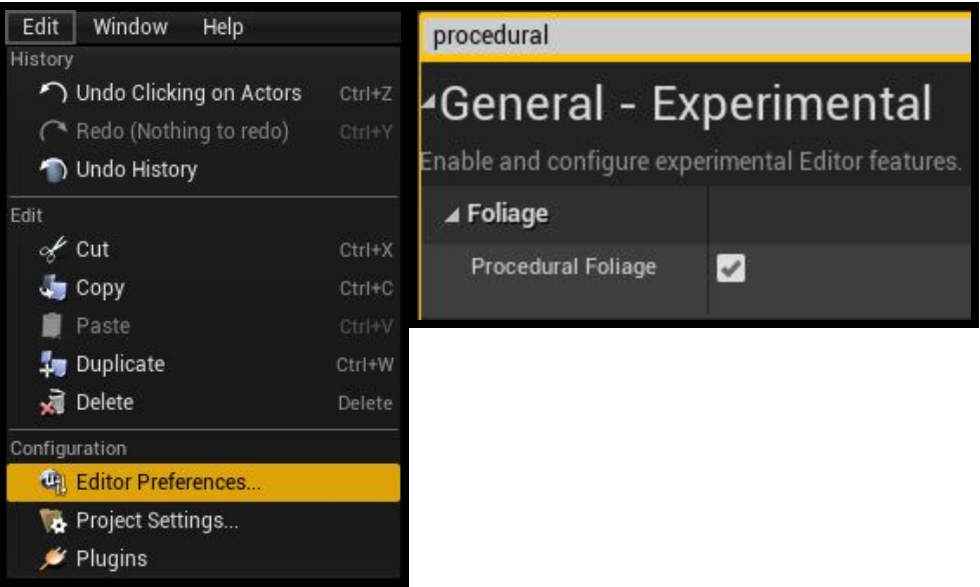 Edit Window Help
History
Undo Clicking on Actors Ctrl+Z
Redo (Nothing to redo) Ctrl+Y
Undo History
Edit
Cut Ctrl+X
Copy Ctrl+C
Paste Ctrl+V
Duplicate Ctrl+W
Delete Delete
Configuration
Editor Preferences...
Project Settings...
Plugins
procedural
General - Experimental
Enable and configure experimental Editor features.
Foliage
Procedural Foliage